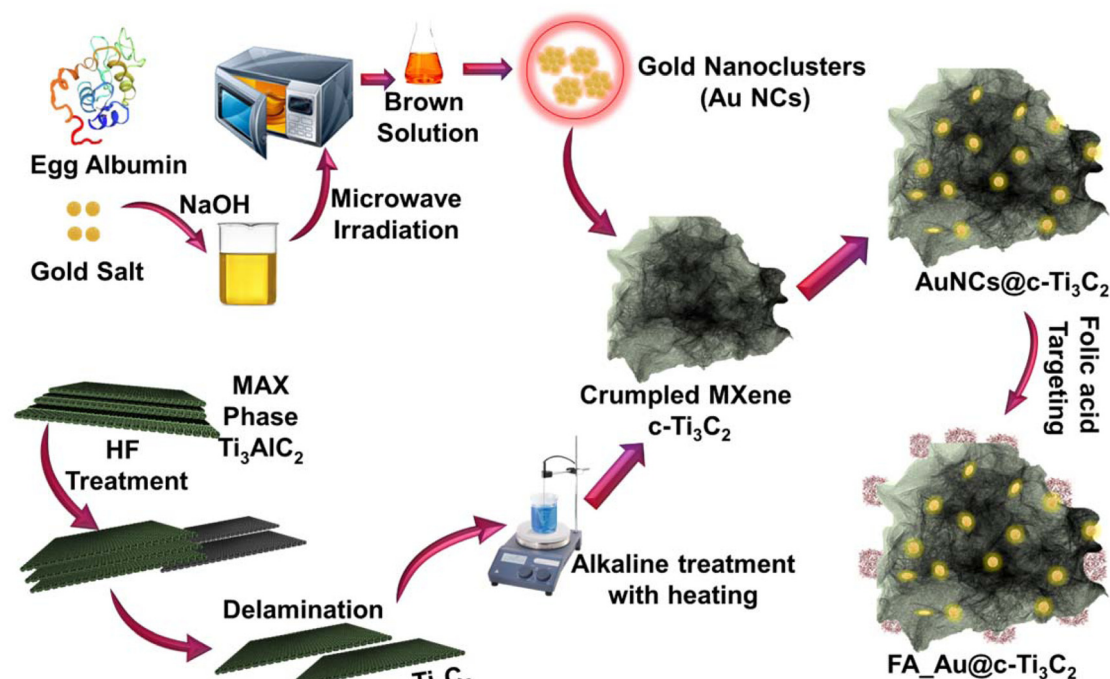 Egg Albumin
Gold Salt
NaOH
Microwave
Irradiation
Brown
Solution
Gold Nanoclusters
(Au NCs)
AuNCs@c-Ti₃C₂
Folic acid
Targeting
FA_Au@c-Ti₃C₂
MAX
Phase
Ti₃AlC₂
HF
Treatment
Delamination
Ti₃C₂
Alkaline treatment
with heating
Crumpled MXene
c-Ti₃C₂